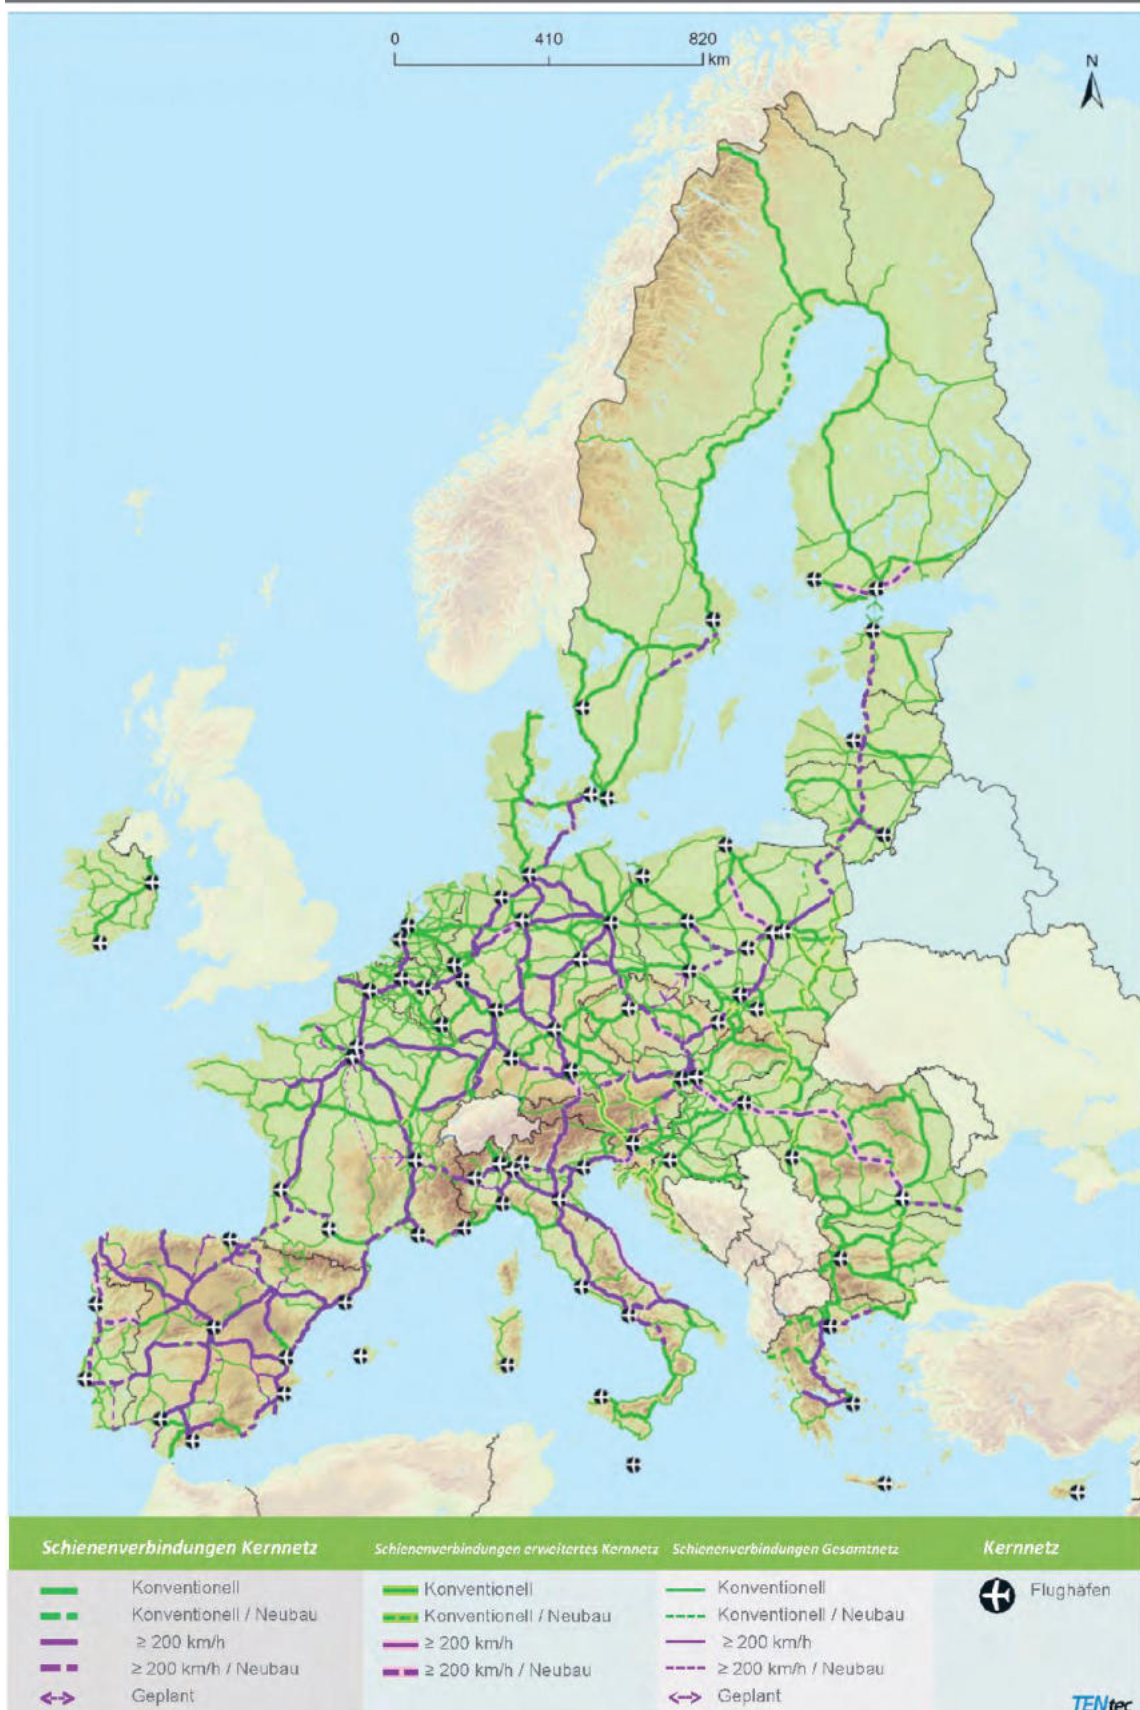 0 410 820
km
N
Schienenverbindungen Kernnetz
Konventionell
Konventionell / Neubau
≥ 200 km/h
≥ 200 km/h / Neubau
Geplant
Schienenverbindungen erweitertes Kernnetz
Konventionell
Konventionell / Neubau
≥ 200 km/h
≥ 200 km/h / Neubau
Schienenverbindungen Gesamtnetz
Konventionell
Konventionell / Neubau
≥ 200 km/h
≥ 200 km/h / Neubau
Geplant
Kernnetz
Flughäfen
TENtec